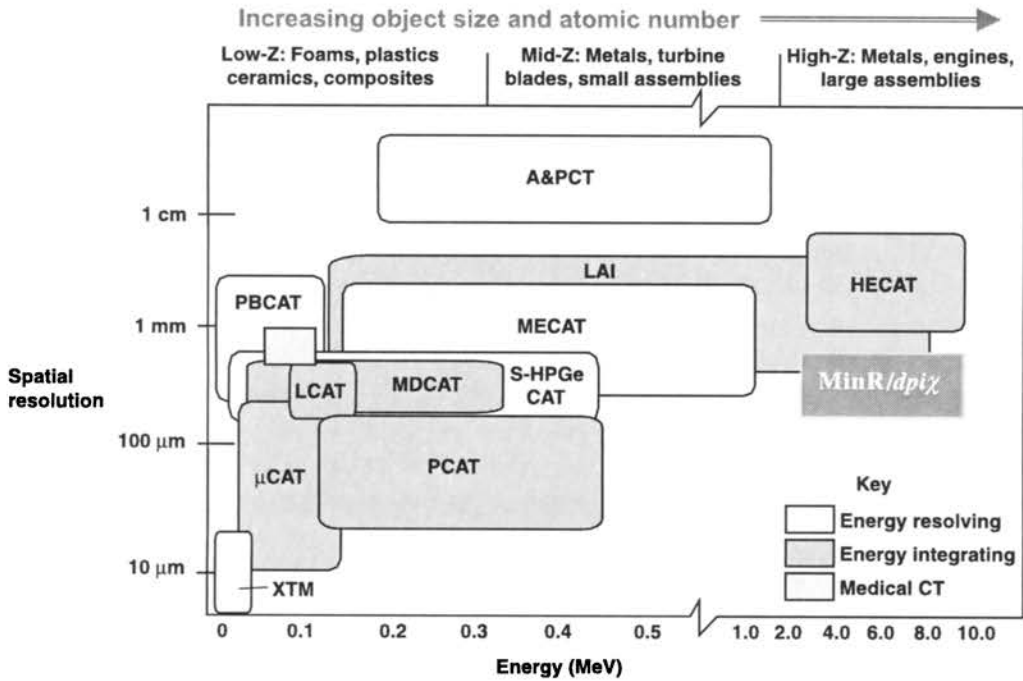 Increasing object size and atomic number
Low-Z: Foams, plastics
ceramics, composites
Mid-Z: Metals, turbine
blades, small assemblies
High-Z: Metals, engines,
large assemblies
A&PCT
1 cm
LAI
HECAT
PBCAT
1 mm
MECAT
Spatial
resolution
LCAT
MDCAT
S-HPGe
CAT
MinR/dpiχ
100 μm
μCAT
PCAT
Key
Energy resolving
Energy integrating
Medical CT
10 μm
XTM
0 0.1 0.2 0.3 0.4 0.5 1.0 2.0 4.0 6.0 8.0 10.0
Energy (MeV)